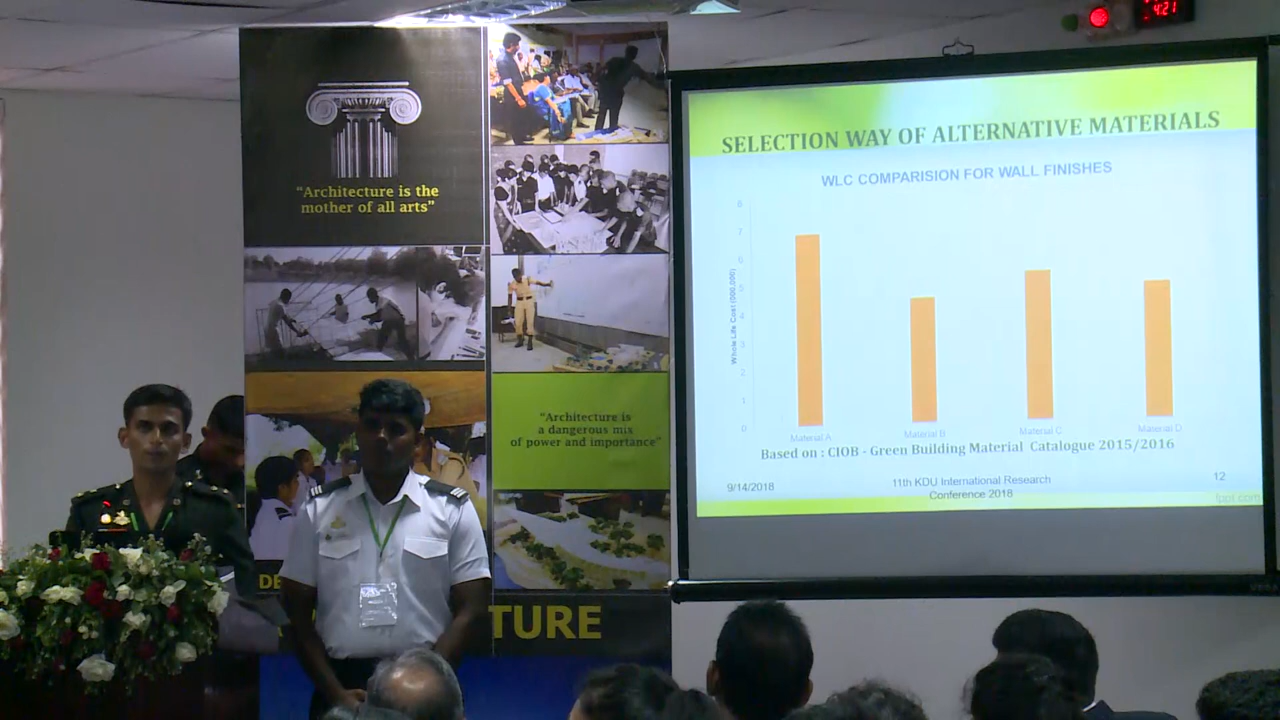 4:21
"Architecture is the
mother of all arts"
"Architecture is
a dangerous mix
of power and importance"
DE
TURE
SELECTION WAY OF ALTERNATIVE MATERIALS
WLC COMPARISION FOR WALL FINISHES
Whole Life Cost (000,000)
8
7
6
5
4
3
2
1
0
Material A
Material B
Material C
Material D
Based on : CIOB - Green Building Material Catalogue 2015/2016
9/14/2018
11th KDU International Research
Conference 2018
12
fppt.com